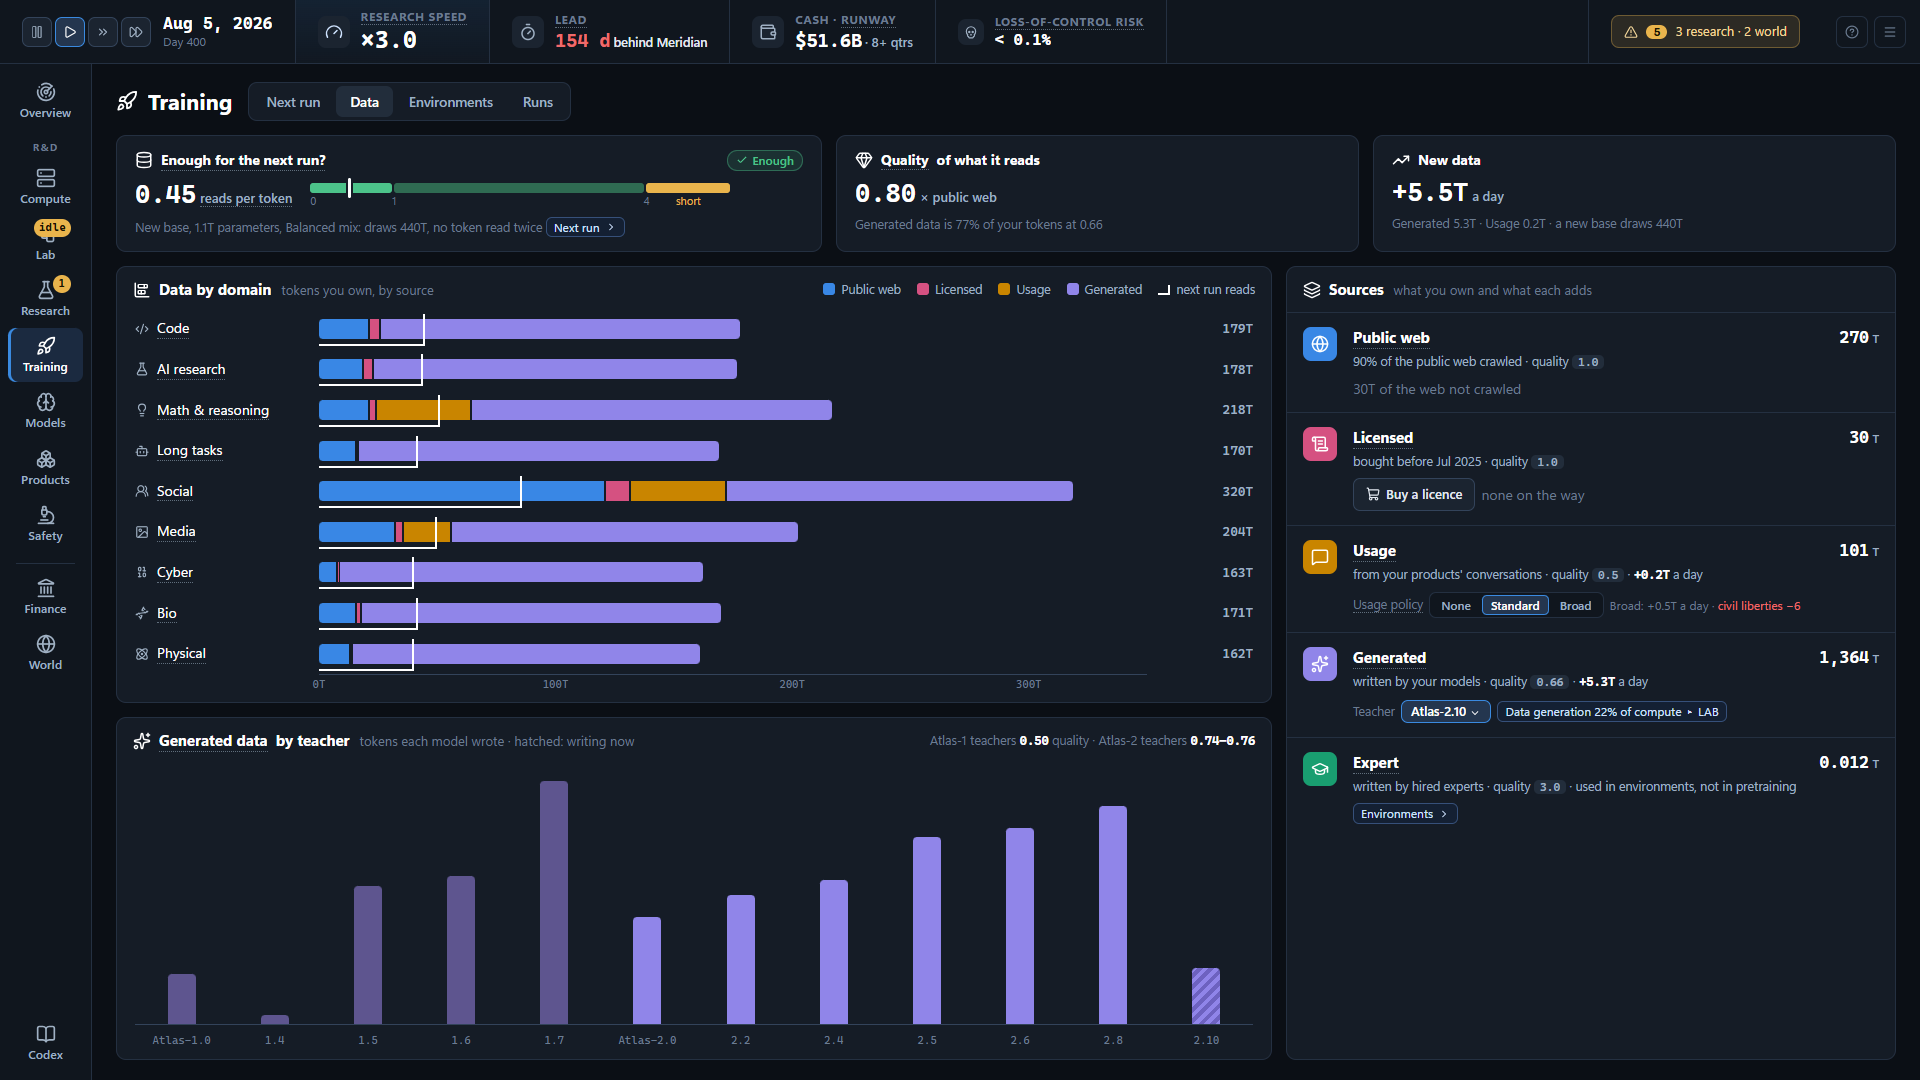 Aug 5, 2026
Day 400
RESEARCH SPEED
×3.0
LEAD
154 d behind Meridian
CASH · RUNWAY
$51.6B · 8+ qtrs
LOSS-OF-CONTROL RISK
< 0.1%
5 3 research · 2 world
Overview
R&D
Compute
idle
Lab
1
Research
Training
Models
Products
Safety
Finance
World
Codex
Training
Next run
Data
Environments
Runs
Enough for the next run?
Enough
0.45 reads per token
0
1
4
short
New base, 1.1T parameters, Balanced mix: draws 440T, no token read twice
Next run
Quality of what it reads
0.80 × public web
Generated data is 77% of your tokens at 0.66
New data
+5.5T a day
Generated 5.3T · Usage 0.2T · a new base draws 440T
Data by domain tokens you own, by source
Public web
Licensed
Usage
Generated
next run reads
Code 179T
AI research 178T
Math & reasoning 218T
Long tasks 170T
Social 320T
Media 204T
Cyber 163T
Bio 171T
Physical 162T
0T 100T 200T 300T
Generated data by teacher tokens each model wrote · hatched: writing now
Atlas-1 teachers 0.50 quality · Atlas-2 teachers 0.74–0.76
Atlas-1.0 1.4 1.5 1.6 1.7 Atlas-2.0 2.2 2.4 2.5 2.6 2.8 2.10
Sources what you own and what each adds
Public web 270 T
90% of the public web crawled · quality 1.0
30T of the web not crawled
Licensed 30 T
bought before Jul 2025 · quality 1.0
Buy a licence none on the way
Usage 101 T
from your products' conversations · quality 0.5 · +0.2T a day
Usage policy None Standard Broad Broad: +0.5T a day · civil liberties −6
Generated 1,364 T
written by your models · quality 0.66 · +5.3T a day
Teacher Atlas-2.10 Data generation 22% of compute ▸ LAB
Expert 0.012 T
written by hired experts · quality 3.0 · used in environments, not in pretraining
Environments